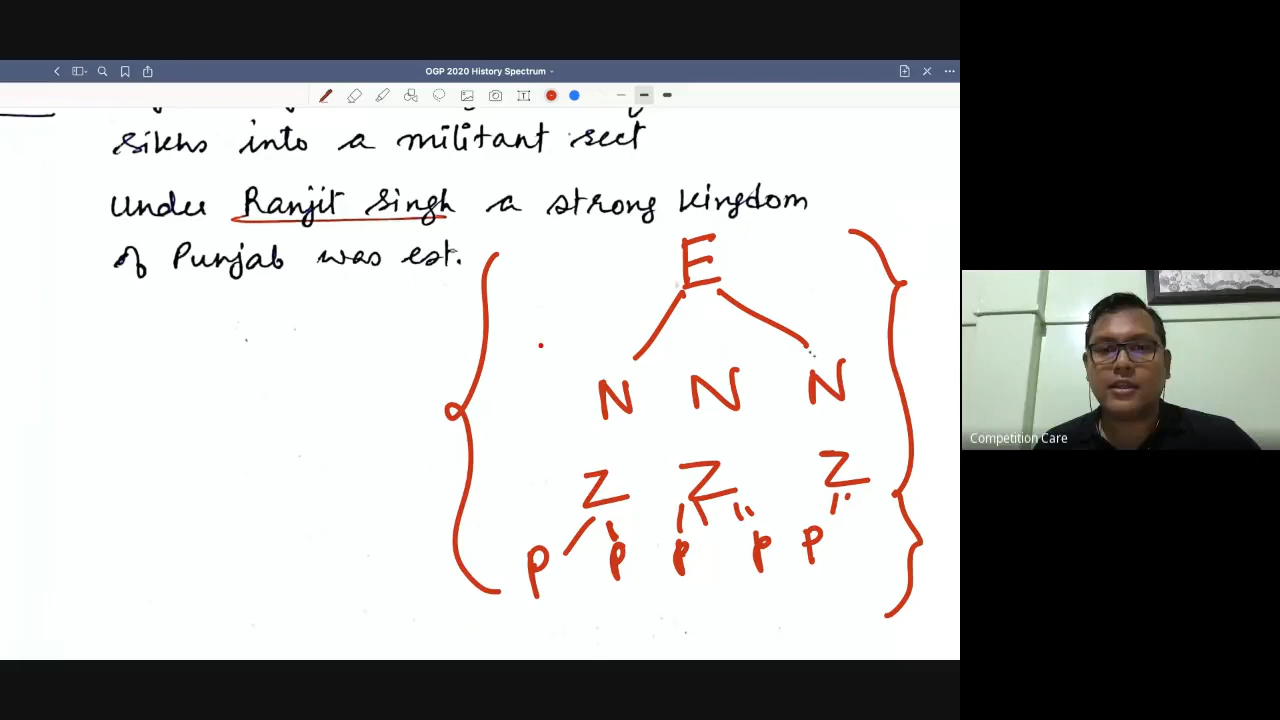 OGP 2020 History Spectrum
sikhs into a militant sect
Under Ranjit Singh a strong kingdom
of Punjab was est.
E
N N N
Z Z Z
P P P P P
Competition Care